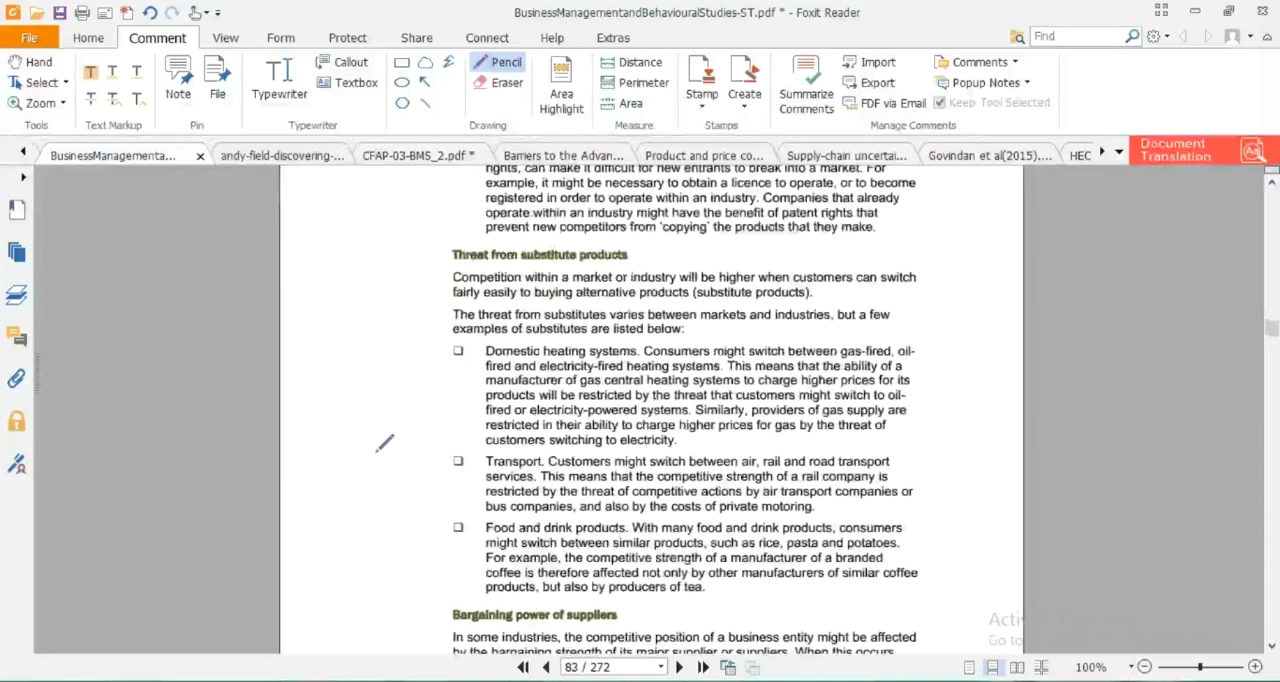 BusinessManagementandBehaviouralStudies-ST.pdf * - Foxit Reader
File Home Comment View Form Protect Share Connect Help Extras Find
Hand
Select
Zoom
Tools
Text Markup
Note
File
Pin
Typewriter
Callout
Textbox
Typewriter
Pencil
Eraser
Drawing
Area
Highlight
Distance
Perimeter
Area
Measure
Stamp
Create
Stamps
Summarize
Comments
Import
Export
FDF via Email
Comments
Popup Notes
Keep Tool Selected
Manage Comments
BusinessManagementa... andy-field-discovering-... CFAP-03-BMS_2.pdf * Barriers to the Advan... Product and price co... Supply-chain uncertai... Govindan et al(2015).... HEC
Document
Translation
rights, can make it difficult for new entrants to break into a market. For
example, it might be necessary to obtain a licence to operate, or to become
registered in order to operate within an industry. Companies that already
operate within an industry might have the benefit of patent rights that
prevent new competitors from ‘copying’ the products that they make.
Threat from substitute products
Competition within a market or industry will be higher when customers can switch
fairly easily to buying alternative products (substitute products).
The threat from substitutes varies between markets and industries, but a few
examples of substitutes are listed below:
Domestic heating systems. Consumers might switch between gas-fired, oil-
fired and electricity-fired heating systems. This means that the ability of a
manufacturer of gas central heating systems to charge higher prices for its
products will be restricted by the threat that customers might switch to oil-
fired or electricity-powered systems. Similarly, providers of gas supply are
restricted in their ability to charge higher prices for gas by the threat of
customers switching to electricity.
Transport. Customers might switch between air, rail and road transport
services. This means that the competitive strength of a rail company is
restricted by the threat of competitive actions by air transport companies or
bus companies, and also by the costs of private motoring.
Food and drink products. With many food and drink products, consumers
might switch between similar products, such as rice, pasta and potatoes.
For example, the competitive strength of a manufacturer of a branded
coffee is therefore affected not only by other manufacturers of similar coffee
products, but also by producers of tea.
Bargaining power of suppliers
In some industries, the competitive position of a business entity might be affected
by the bargaining strength of its major supplier or suppliers. When this occurs
Acti
Go to
83 / 272
100%